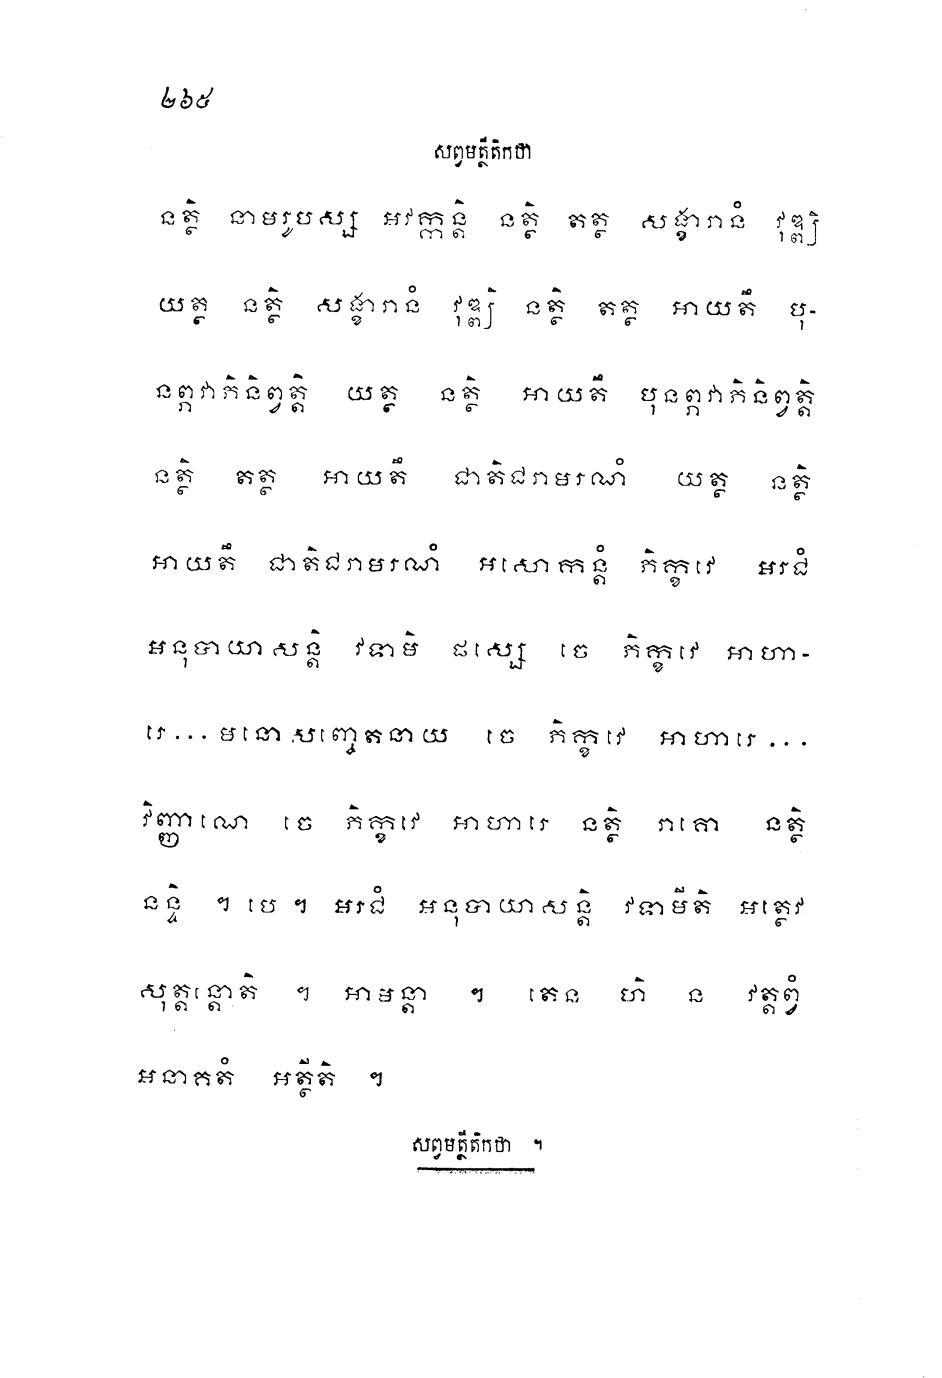 ២៦៥
សព្វមត្ថីតិកថា
នត្ថិ នាមរូបស្ស អវក្កន្តិ នត្ថិ តត្ថ សង្ខារានំ វុឌ្ឍិ
យត្ថ នត្ថិ សង្ខារានំ វុឌ្ឍិ នត្ថិ តត្ថ អាយតឹ បុ-
នព្ភវាភិនិព្វត្តិ យត្ថ នត្ថិ អាយតឹ បុនព្ភវាភិនិព្វត្តិ
នត្ថិ តត្ថ អាយតឹ ជាតិជរាមរណំ យត្ថ នត្ថិ
អាយតឹ ជាតិជរាមរណំ អសោកន្តំ ភិក្ខវេ អរជំ
អនុបាយាសន្តិ វទាមិ ផស្សេ ចេ ភិក្ខវេ អាហា-
រេ...មនោសញ្ចេតនាយ ចេ ភិក្ខវេ អាហារេ...
វិញ្ញាណេ ចេ ភិក្ខវេ អាហារេ នត្ថិ រាគោ នត្ថិ
នន្ទិ ។ បេ ។ អរជំ អនុបាយាសន្តិ វទាមីតិ អត្ថេវ
សុត្តន្តោតិ ។ អាមន្តា ។ តេន ហិ ន វត្តព្វំ
អនាគតំ អត្ថីតិ ។
សព្វមត្ថីតិកថា ។